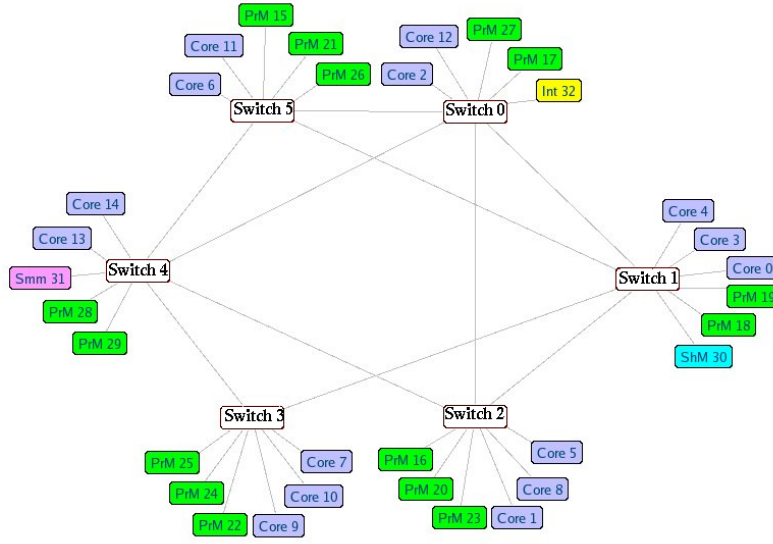 PrM 15
PrM 27
Core 12
Core 11
PrM 21
PrM 17
Core 2
PrM 26
Core 6
Int 32
Switch 5
Switch 0
Core 14
Core 4
Core 13
Core 3
Smm 31
Switch 4
Switch 1
Core 0
PrM 28
PrM 19
PrM 29
PrM 18
ShM 30
Switch 3
Switch 2
Core 5
PrM 16
PrM 25
Core 7
PrM 24
PrM 20
Core 8
Core 10
PrM 22
Core 9
PrM 23
Core 1